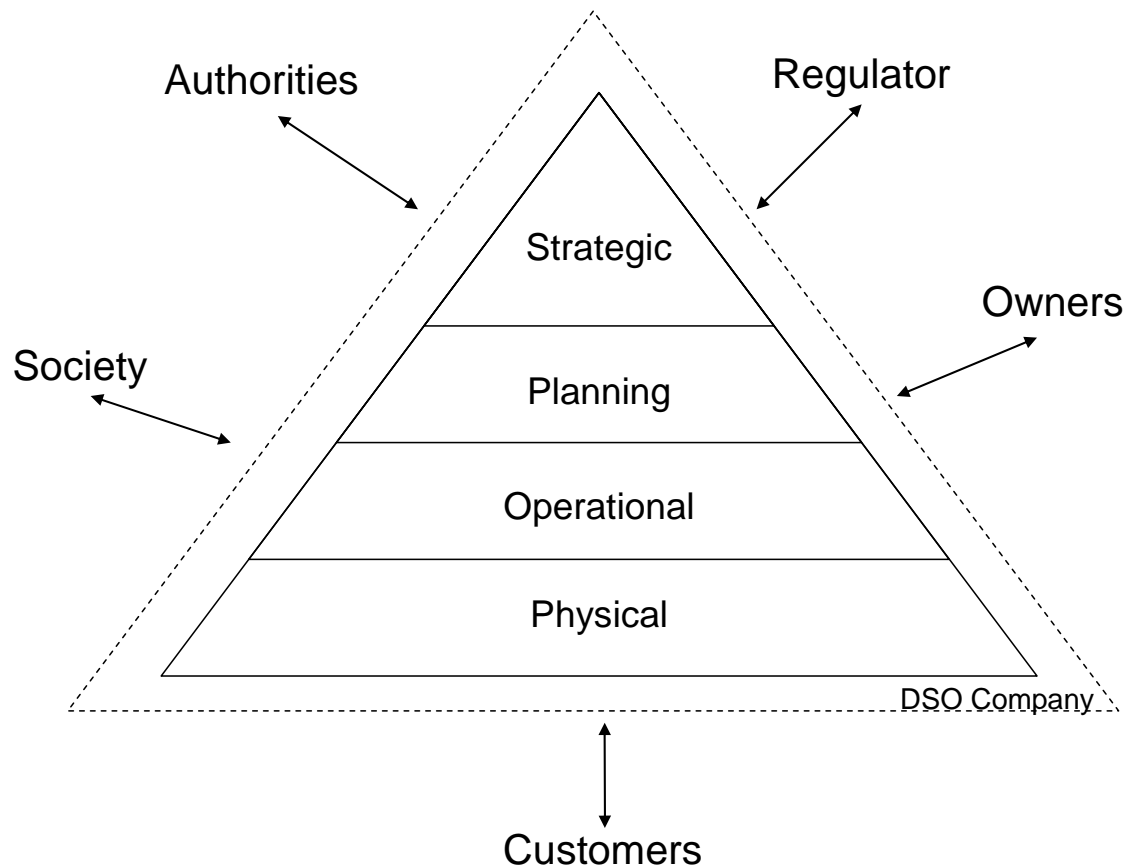 Authorities
Regulator
Strategic
Owners
Society
Planning
Operational
Physical
DSO Company
Customers